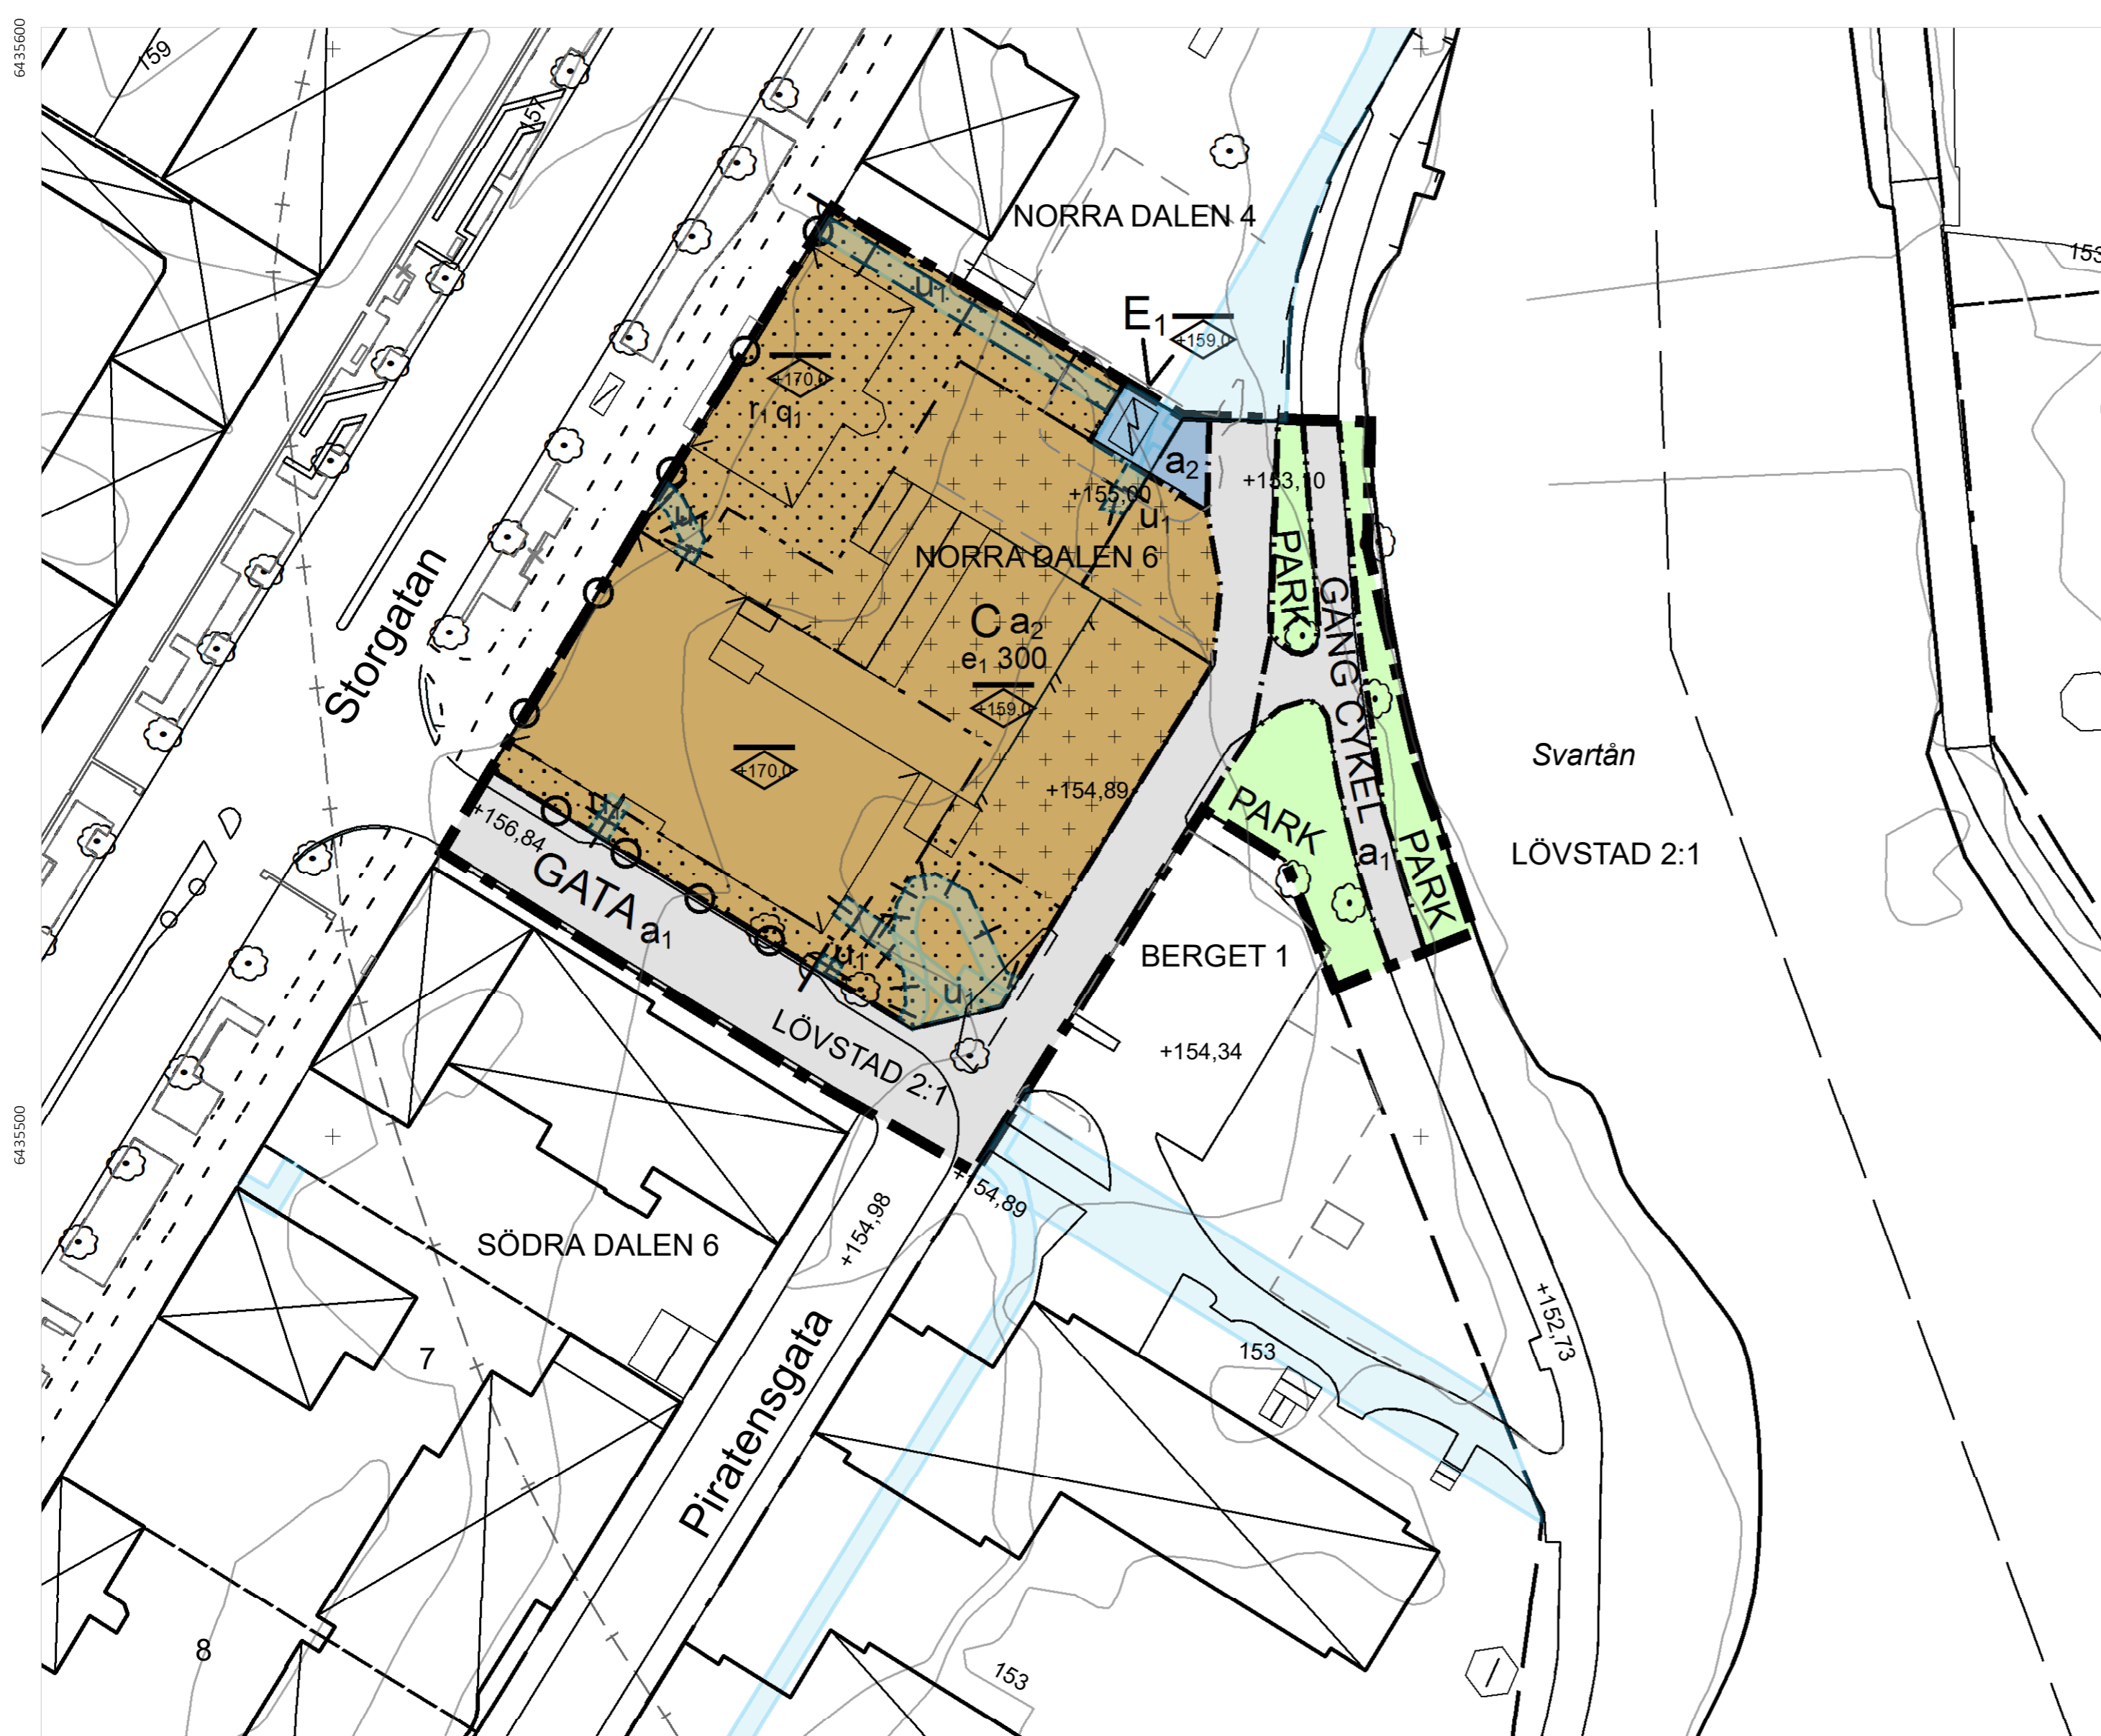 6435600
159
157
NORRA DALEN 4
153
u1
E1
+159,0
+170,0
r1 q1
a2
+153,10
+155,00
u1
u1
NORRA DALEN 6
PARK
GÅNG CYKEL
Storgatan
C a2
e1 300
+159,0
+170,0
Svartån
+154,89
u1
+156,84
PARK
a1
PARK
LÖVSTAD 2:1
GATA a1
u1
BERGET 1
u1
LÖVSTAD 2:1
+154,34
6435500
+154,89
+154,98
SÖDRA DALEN 6
+152,73
7
153
Piratensgata
8
153